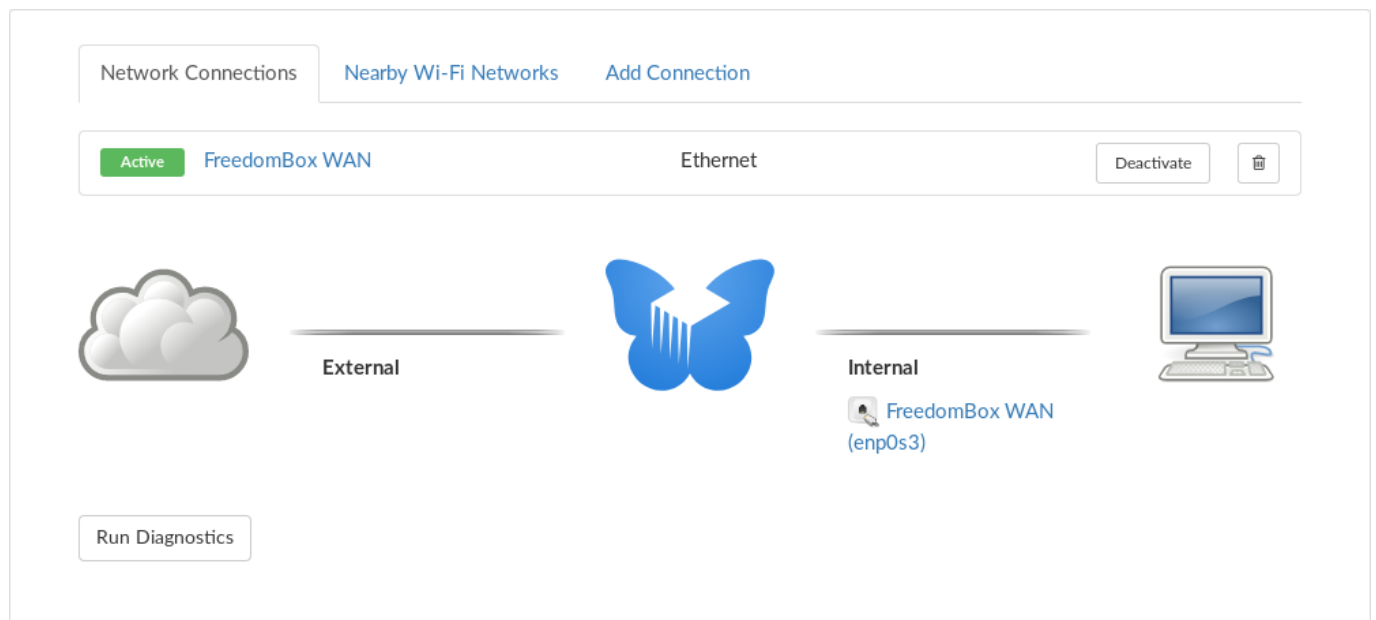 Network Connections Nearby Wi-Fi Networks Add Connection
Active FreedomBox WAN Ethernet Deactivate
External
Internal
FreedomBox WAN
(enp0s3)
Run Diagnostics